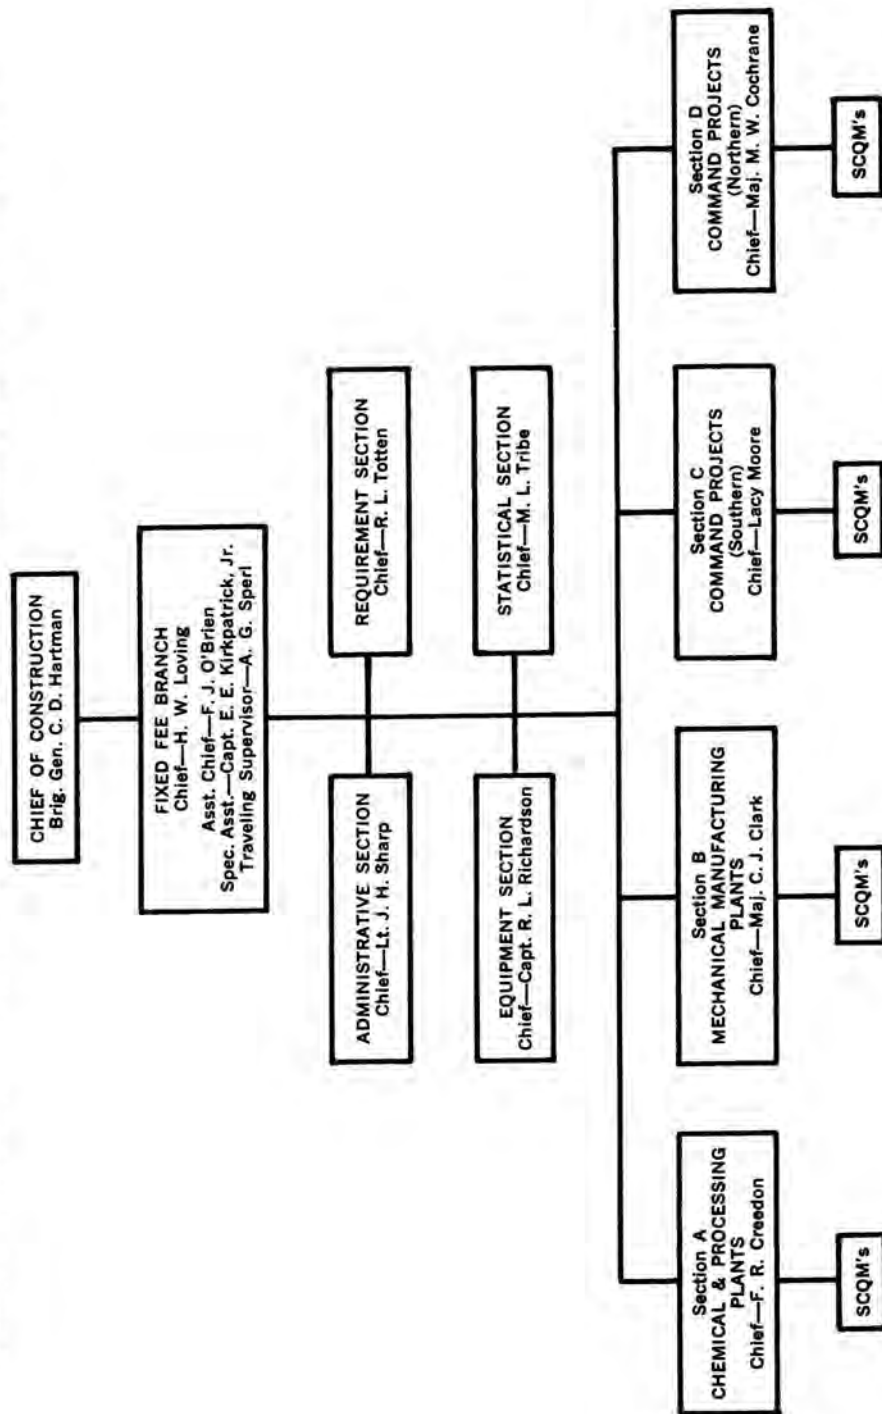 CHIEF OF CONSTRUCTION
Brig. Gen. C. D. Hartman
FIXED FEE BRANCH
Chief—H. W. Loving
Asst. Chief—F. J. O'Brien
Spec. Asst.—Capt. E. E. Kirkpatrick, Jr.
Traveling Supervisor—A. G. Sperl
ADMINISTRATIVE SECTION
Chief—Lt. J. H. Sharp
REQUIREMENT SECTION
Chief—R. L. Totten
EQUIPMENT SECTION
Chief—Capt. R. L. Richardson
STATISTICAL SECTION
Chief—M. L. Tribe
Section A
CHEMICAL & PROCESSING
PLANTS
Chief—F. R. Creedon
Section B
MECHANICAL MANUFACTURING
PLANTS
Chief—Maj. C. J. Clark
Section C
COMMAND PROJECTS
(Southern)
Chief—Lacy Moore
Section D
COMMAND PROJECTS
(Northern)
Chief—Maj. M. W. Cochrane
SCQM's
SCQM's
SCQM's
SCQM's